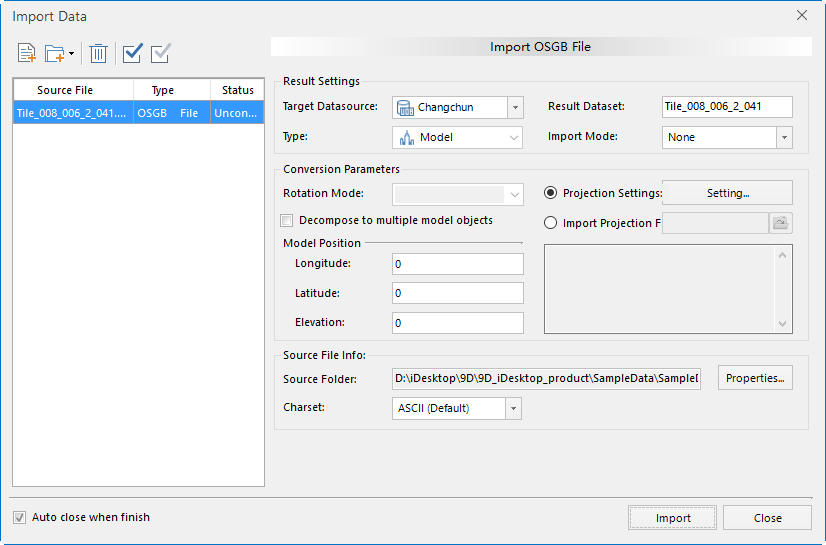 Import Data
Import OSGB File
Source File Type Status
Tile_008_006_2_041.... OSGB File Uncon...
Result Settings
Target Datasource: Changchun Result Dataset: Tile_008_006_2_041
Type: Model Import Mode: None
Conversion Parameters
Rotation Mode: Projection Settings: Setting...
Decompose to multiple model objects Import Projection F
Model Position
Longitude: 0
Latitude: 0
Elevation: 0
Source File Info:
Source Folder: D:\iDesktop\9D\9D_iDesktop_product\SampleData\Sample Properties...
Charset: ASCII (Default)
Auto close when finish Import Close